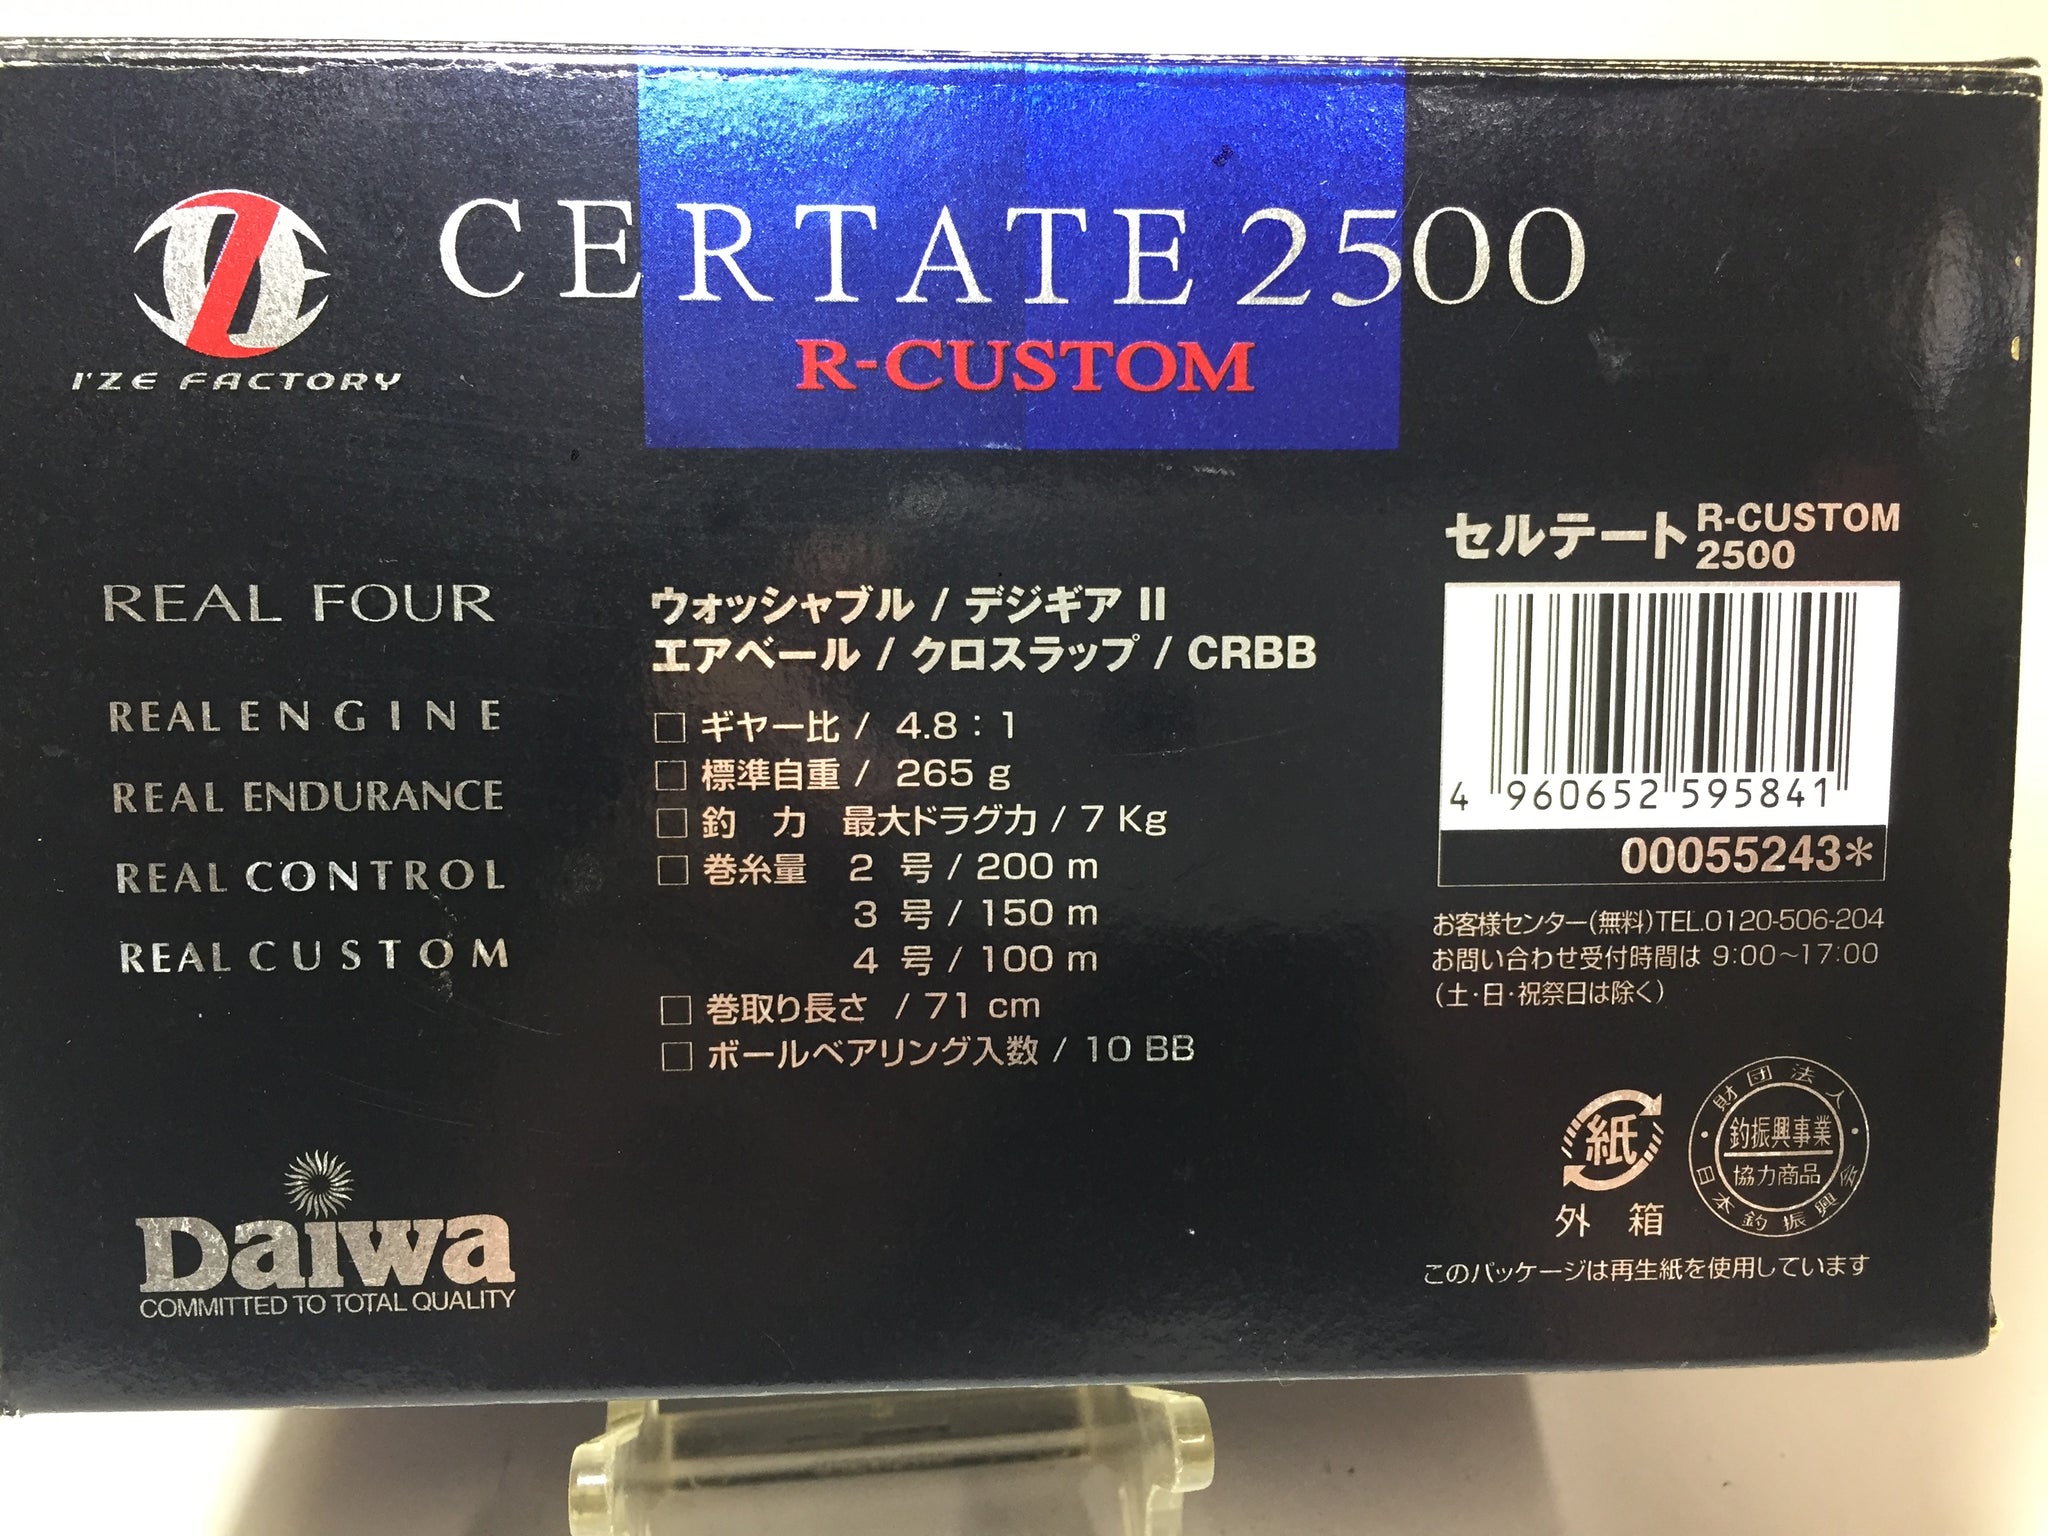 CERTATE 2500
R-CUSTOM
I'ZE FACTORY
REAL FOUR
REAL ENGINE
REAL ENDURANCE
REAL CONTROL
REAL CUSTOM
ウォッシャブル / デジギア II
エアベール / クロスラップ / CRBB
□ ギヤー比 / 4.8 : 1
□ 標準自重 / 265 g
□ 釣 力 最大ドラグ力 / 7 Kg
□ 巻糸量 2 号 / 200 m
3 号 / 150 m
4 号 / 100 m
□ 巻取り長さ / 71 cm
□ ボールベアリング入数 / 10 BB
セルテート R-CUSTOM
2500
4 960652 595841
00055243*
お客様センター(無料)TEL.0120-506-204
お問い合わせ受付時間は 9:00~17:00
(土・日・祝祭日は除く)
紙
外 箱
財団法人
釣振興事業
協力商品
日本釣振興会
このパッケージは再生紙を使用しています
Daiwa
COMMITTED TO TOTAL QUALITY